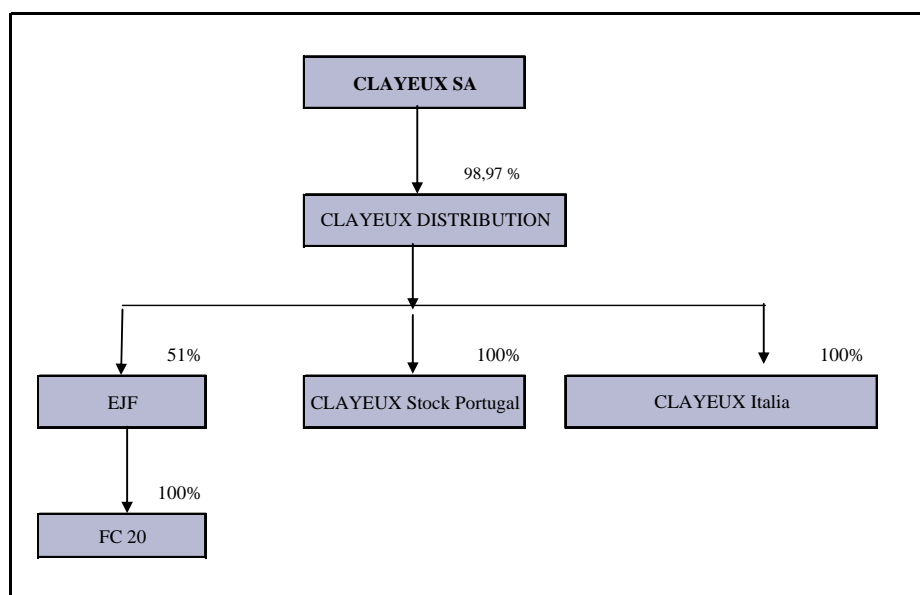 CLAYEUX SA
98,97 %
CLAYEUX DISTRIBUTION
51%
100%
100%
EJF
CLAYEUX Stock Portugal
CLAYEUX Italia
100%
FC 20